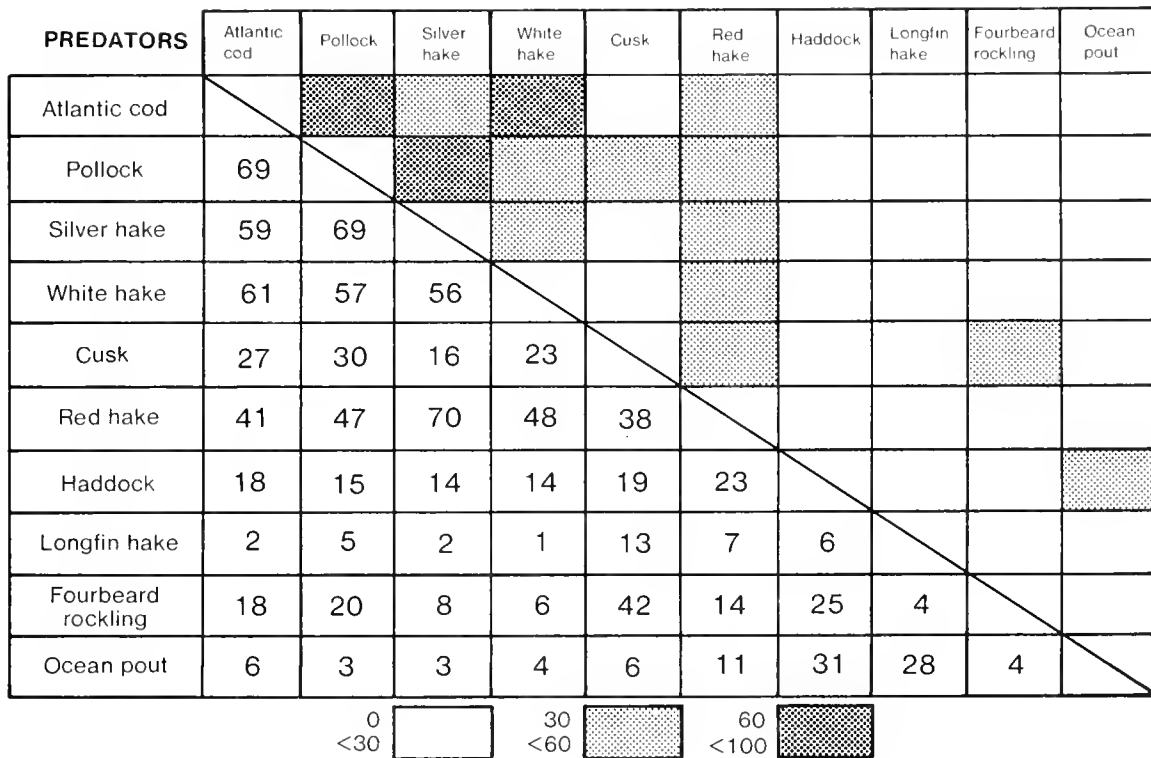 PREDATORS Atlantic cod Pollock Silver hake White hake Cusk Red hake Haddock Longfin hake Fourbeard rockling Ocean pout
Atlantic cod
Pollock 69
Silver hake 59 69
White hake 61 57 56
Cusk 27 30 16 23
Red hake 41 47 70 48 38
Haddock 18 15 14 14 19 23
Longfin hake 2 5 2 1 13 7 6
Fourbeard rockling 18 20 8 6 42 14 25 4
Ocean pout 6 3 3 4 6 11 31 28 4
0 30 60
<30 <60 <100